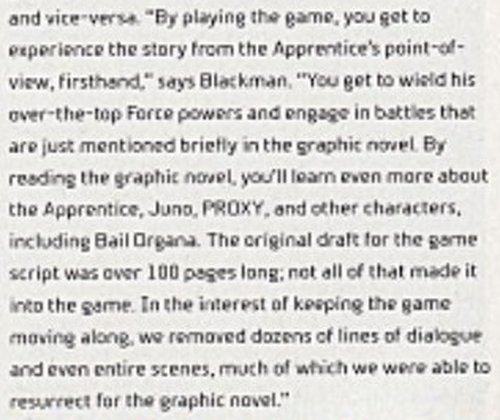 and vice-versa. "By playing the game, you get to
experience the story from the Apprentice's point-of-
view, firsthand," says Blackman. "You get to wield his
over-the-top Force powers and engage in battles that
are just mentioned briefly in the graphic novel. By
reading the graphic novel, you'll learn even more about
the Apprentice, Juno, PROXY, and other characters,
including Bail Organa. The original draft for the game
script was over 100 pages long; not all of that made it
into the game. In the interest of keeping the game
moving along, we removed dozens of lines of dialogue
and even entire scenes, much of which we were able to
resurrect for the graphic novel."